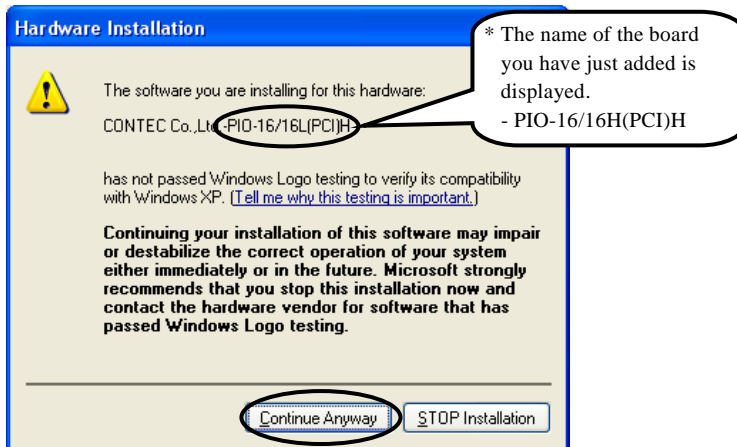 Hardware Installation
* The name of the board
you have just added is
displayed.
- PIO-16/16H(PCI)H
The software you are installing for this hardware:
CONTEC Co.,Ltd.-PIO-16/16L(PCI)H
has not passed Windows Logo testing to verify its compatibility
with Windows XP. (Tell me why this testing is important.)
Continuing your installation of this software may impair
or destabilize the correct operation of your system
either immediately or in the future. Microsoft strongly
recommends that you stop this installation now and
contact the hardware vendor for software that has
passed Windows Logo testing.
Continue Anyway
STOP Installation